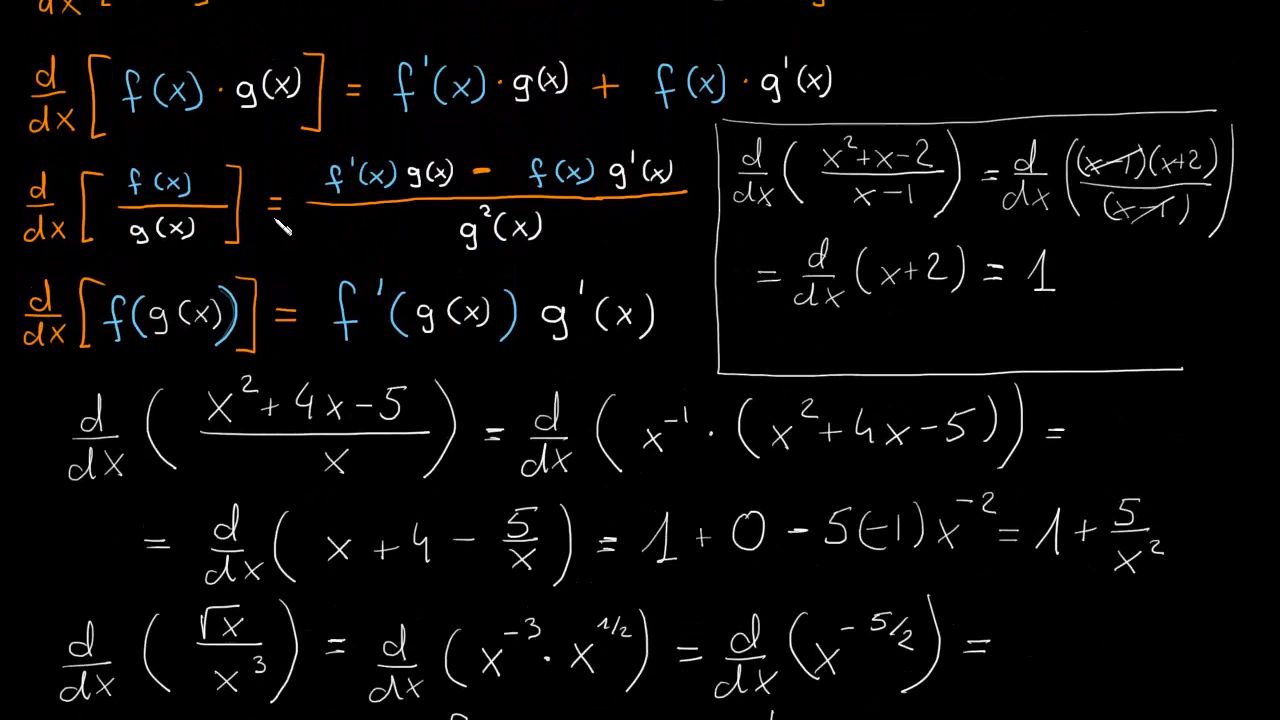 d/dx [ f(x) · g(x) ] = f'(x) · g(x) + f(x) · g'(x)
d/dx [ f(x)/g(x) ] = (f'(x) g(x) - f(x) g'(x))/g²(x)
d/dx [ f(g(x)) ] = f'(g(x)) g'(x)
d/dx ( (x²+x-2)/(x-1) ) = d/dx ( ((x-1)(x+2))/(x-1) )
= d/dx (x+2) = 1
d/dx ( (x²+4x-5)/x ) = d/dx ( x⁻¹ · (x²+4x-5) ) =
= d/dx ( x + 4 - 5/x ) = 1 + 0 - 5(-1)x⁻² = 1 + 5/x²
d/dx ( √x/x³ ) = d/dx ( x⁻³ · x^(1/2) ) = d/dx ( x^(-5/2) ) =